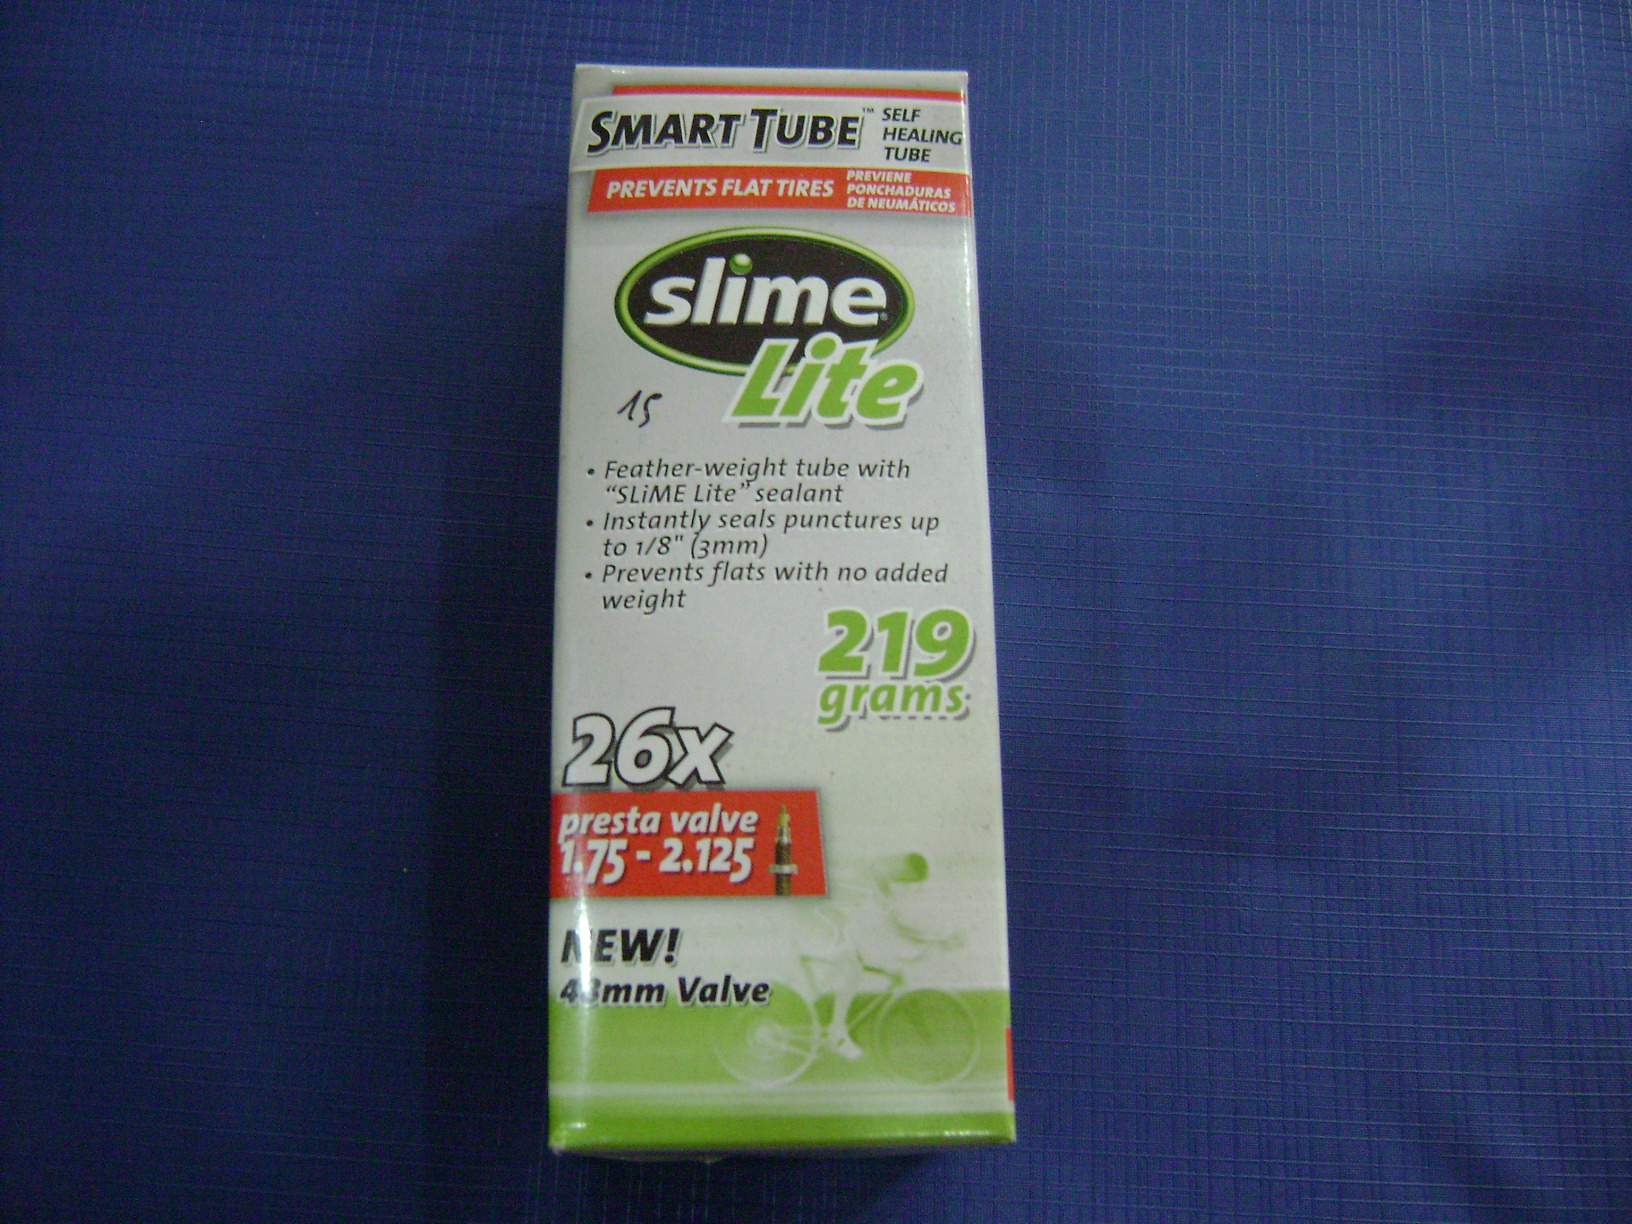 SMART TUBE™ SELF
HEALING
TUBE
PREVENTS FLAT TIRES
PREVIENE
PONCHADURAS
DE NEUMÁTICOS
slime®
Lite
15
• Feather-weight tube with
“SLiME Lite” sealant
• Instantly seals punctures up
to 1/8" (3mm)
• Prevents flats with no added
weight
219
grams
26x
presta valve
1.75 - 2.125
NEW!
48mm Valve